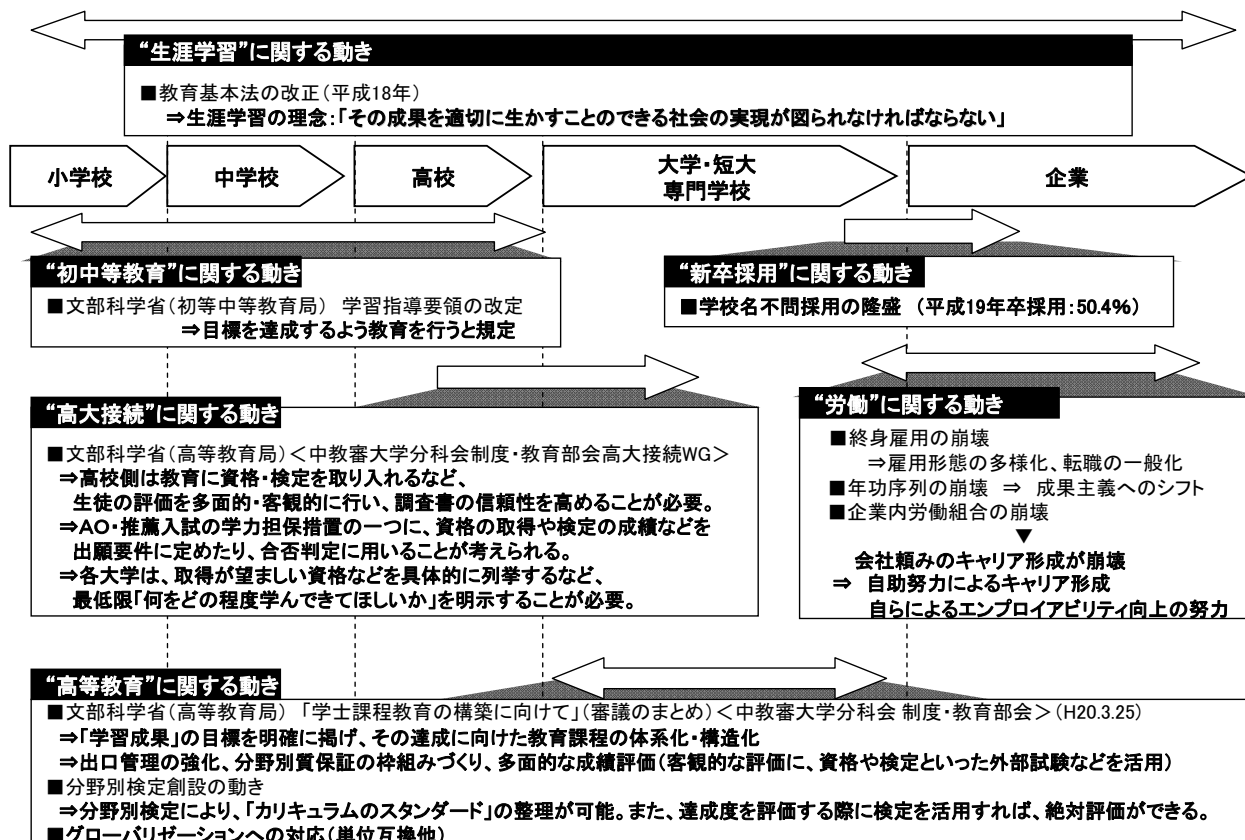 “生涯学習”に関する動き
■教育基本法の改正（平成18年）
⇒生涯学習の理念：「その成果を適切に生かすことのできる社会の実現が図られなければならない」
小学校
中学校
高校
大学・短大
専門学校
企業
“初中等教育”に関する動き
■文部科学省（初等中等教育局） 学習指導要領の改定
⇒目標を達成するよう教育を行うと規定
“新卒採用”に関する動き
■学校名不問採用の隆盛 （平成19年卒採用：50.4%）
“高大接続”に関する動き
■文部科学省（高等教育局）＜中教審大学分科会制度・教育部会高大接続WG＞
⇒高校側は教育に資格・検定を取り入れるなど、
生徒の評価を多面的・客観的に行い、調査書の信頼性を高めることが必要。
⇒AO・推薦入試の学力担保措置の一つに、資格の取得や検定の成績などを
出願要件に定めたり、合否判定に用いることが考えられる。
⇒各大学は、取得が望ましい資格などを具体的に列挙するなど、
最低限「何をどの程度学んできてほしいか」を明示することが必要。
“労働”に関する動き
■終身雇用の崩壊
⇒雇用形態の多様化、転職の一般化
■年功序列の崩壊 ⇒ 成果主義へのシフト
■企業内労働組合の崩壊
▼
会社頼みのキャリア形成が崩壊
⇒ 自助努力によるキャリア形成
自らによるエンプロイアビリティ向上の努力
“高等教育”に関する動き
■文部科学省（高等教育局） 「学士課程教育の構築に向けて」（審議のまとめ）＜中教審大学分科会 制度・教育部会＞（H20.3.25）
⇒「学習成果」の目標を明確に掲げ、その達成に向けた教育課程の体系化・構造化
⇒出口管理の強化、分野別質保証の枠組みづくり、多面的な成績評価（客観的な評価に、資格や検定といった外部試験などを活用）
■分野別検定創設の動き
⇒分野別検定により、「カリキュラムのスタンダード」の整理が可能。また、達成度を評価する際に検定を活用すれば、絶対評価ができる。
■グローバリゼーションへの対応（単位互換他）